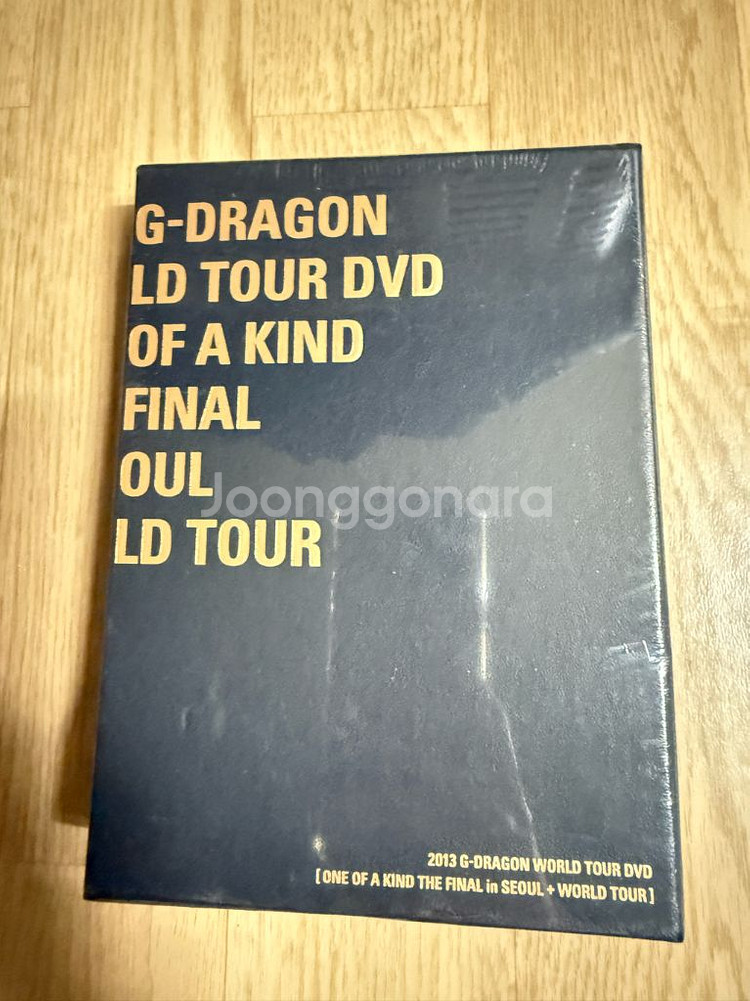 G-DRAGON
LD TOUR DVD
OF A KIND
FINAL
OUL
LD TOUR
Joonggonara
2013 G-DRAGON WORLD TOUR DVD
[ ONE OF A KIND THE FINAL in SEOUL + WORLD TOUR ]